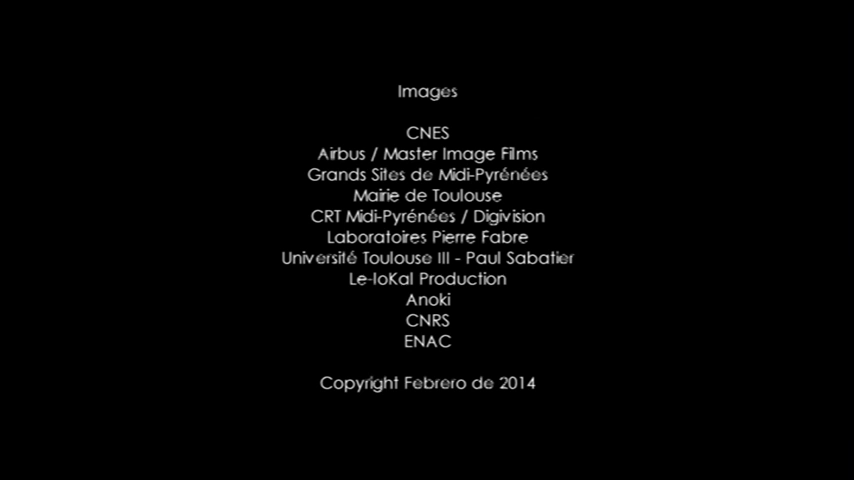 Images
CNES
Airbus / Master Image Films
Grands Sites de Midi-Pyrénées
Mairie de Toulouse
CRT Midi-Pyrénées / Digivision
Laboratoires Pierre Fabre
Université Toulouse III - Paul Sabatier
Le-loKal Production
Anoki
CNRS
ENAC
Copyright Febrero de 2014